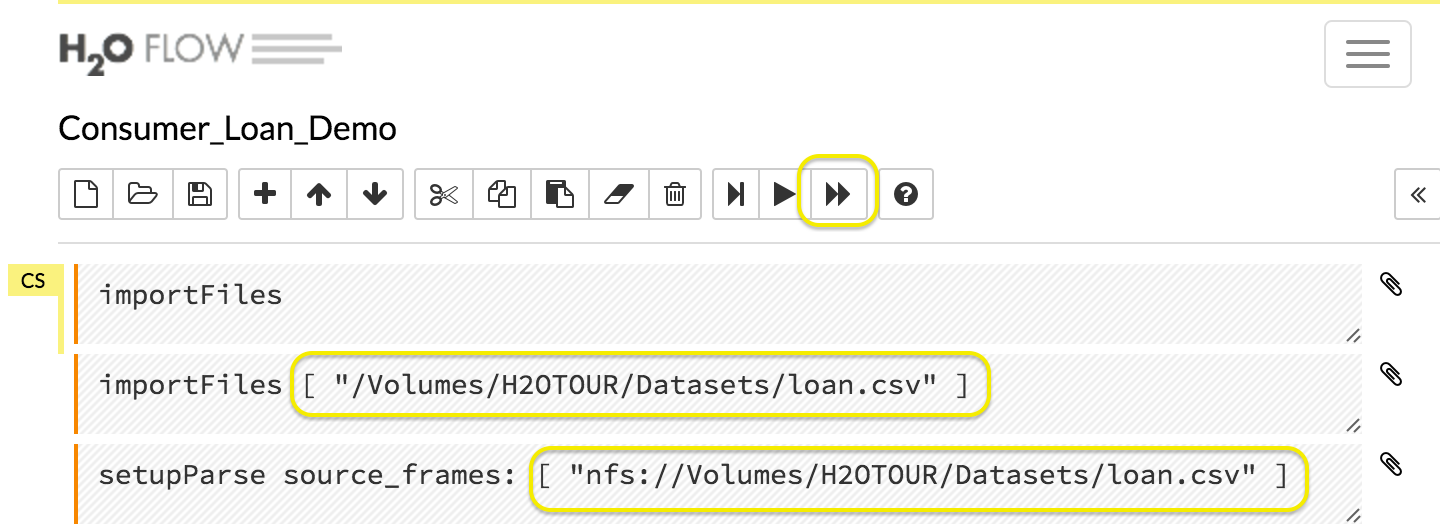 H2O FLOW
Consumer_Loan_Demo
CS
importFiles
importFiles [ "/Volumes/H2OTOUR/Datasets/loan.csv" ]
setupParse source_frames: [ "nfs://Volumes/H2OTOUR/Datasets/loan.csv" ]